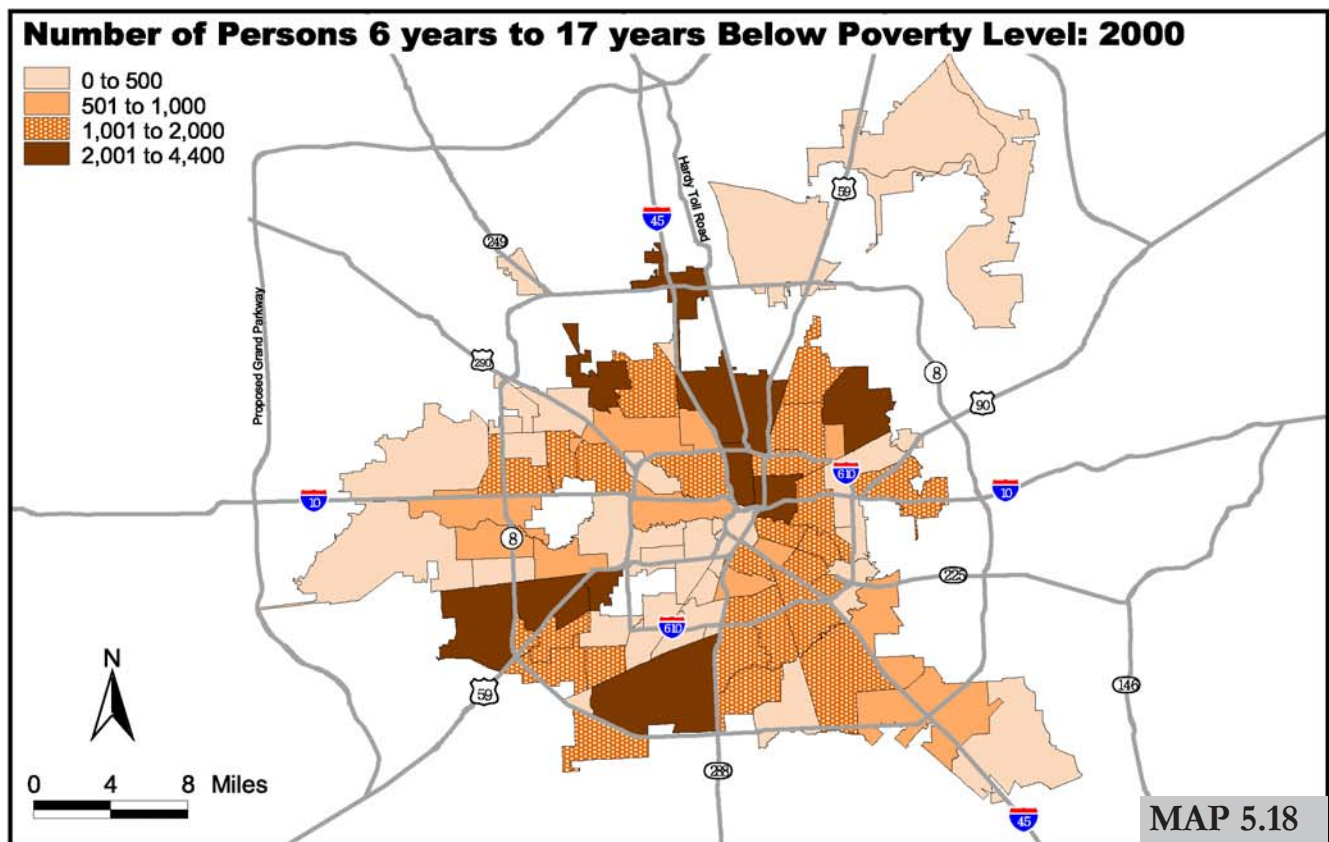 Number of Persons 6 years to 17 years Below Poverty Level: 2000
0 to 500
501 to 1,000
1,001 to 2,000
2,001 to 4,400
Hardy Toll Road
59
45
249
Proposed Grand Parkway
290
8
90
610
10
10
8
225
610
N
59
146
288
0 4 8 Miles
45
MAP 5.18